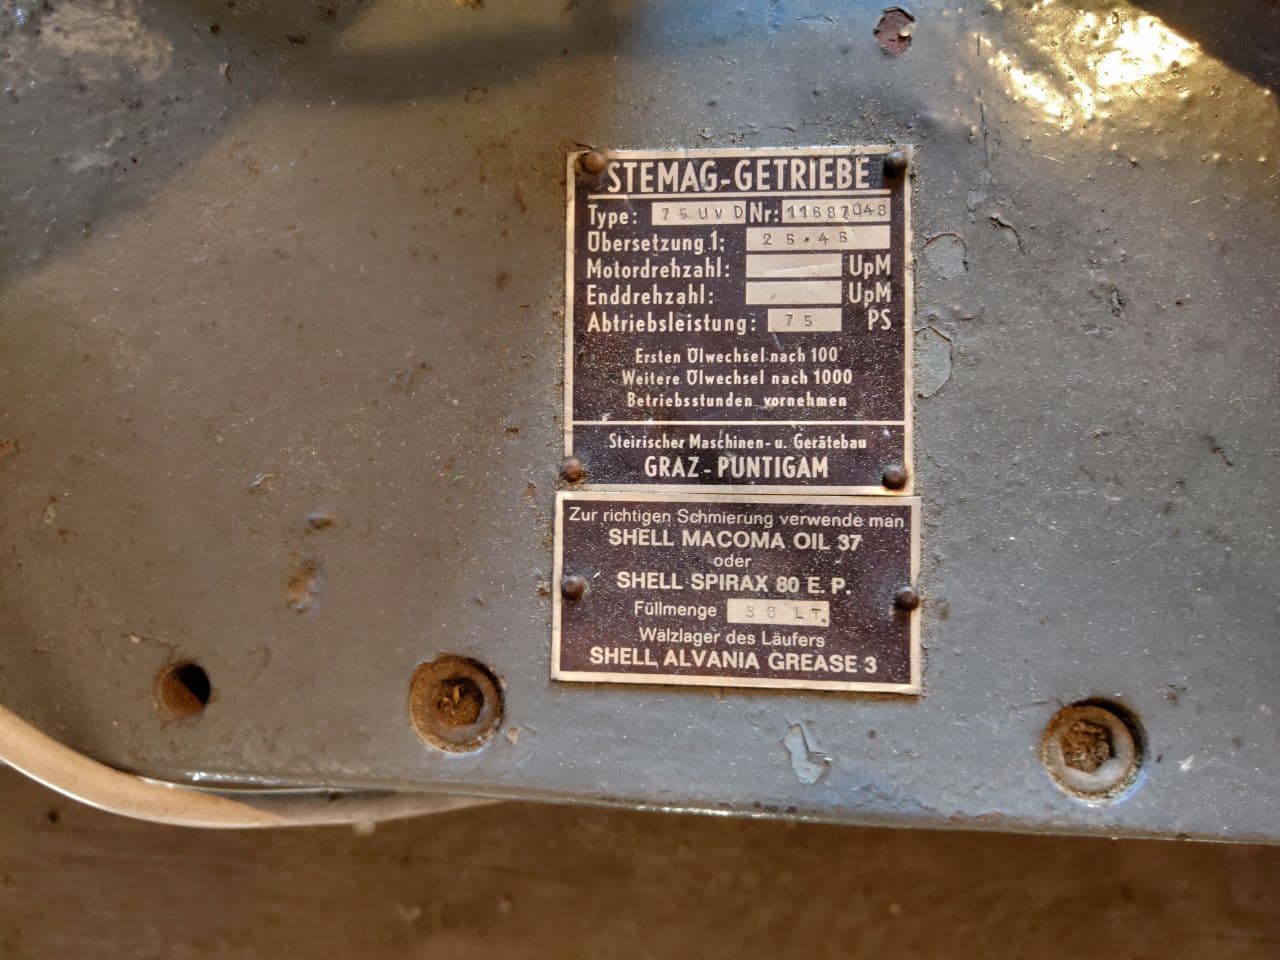 STEMAG-GETRIEBE
Type: 75UVD Nr: 11687048
Übersetzung 1: 26.46
Motordrehzahl: UpM
Enddrehzahl: UpM
Abtriebsleistung: 75 PS
Ersten Ölwechsel nach 100
Weitere Ölwechsel nach 1000
Betriebsstunden vornehmen
Steirischer Maschinen- u. Gerätebau
GRAZ-PUNTIGAM
Zur richtigen Schmierung verwende man
SHELL MACOMA OIL 37
oder
SHELL SPIRAX 80 E. P.
Füllmenge LT.
Wälzlager des Läufers
SHELL ALVANIA GREASE 3